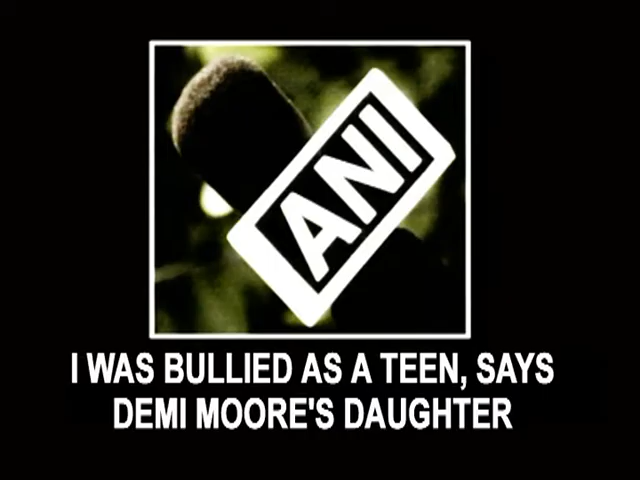 ANI
I WAS BULLIED AS A TEEN, SAYS
DEMI MOORE'S DAUGHTER